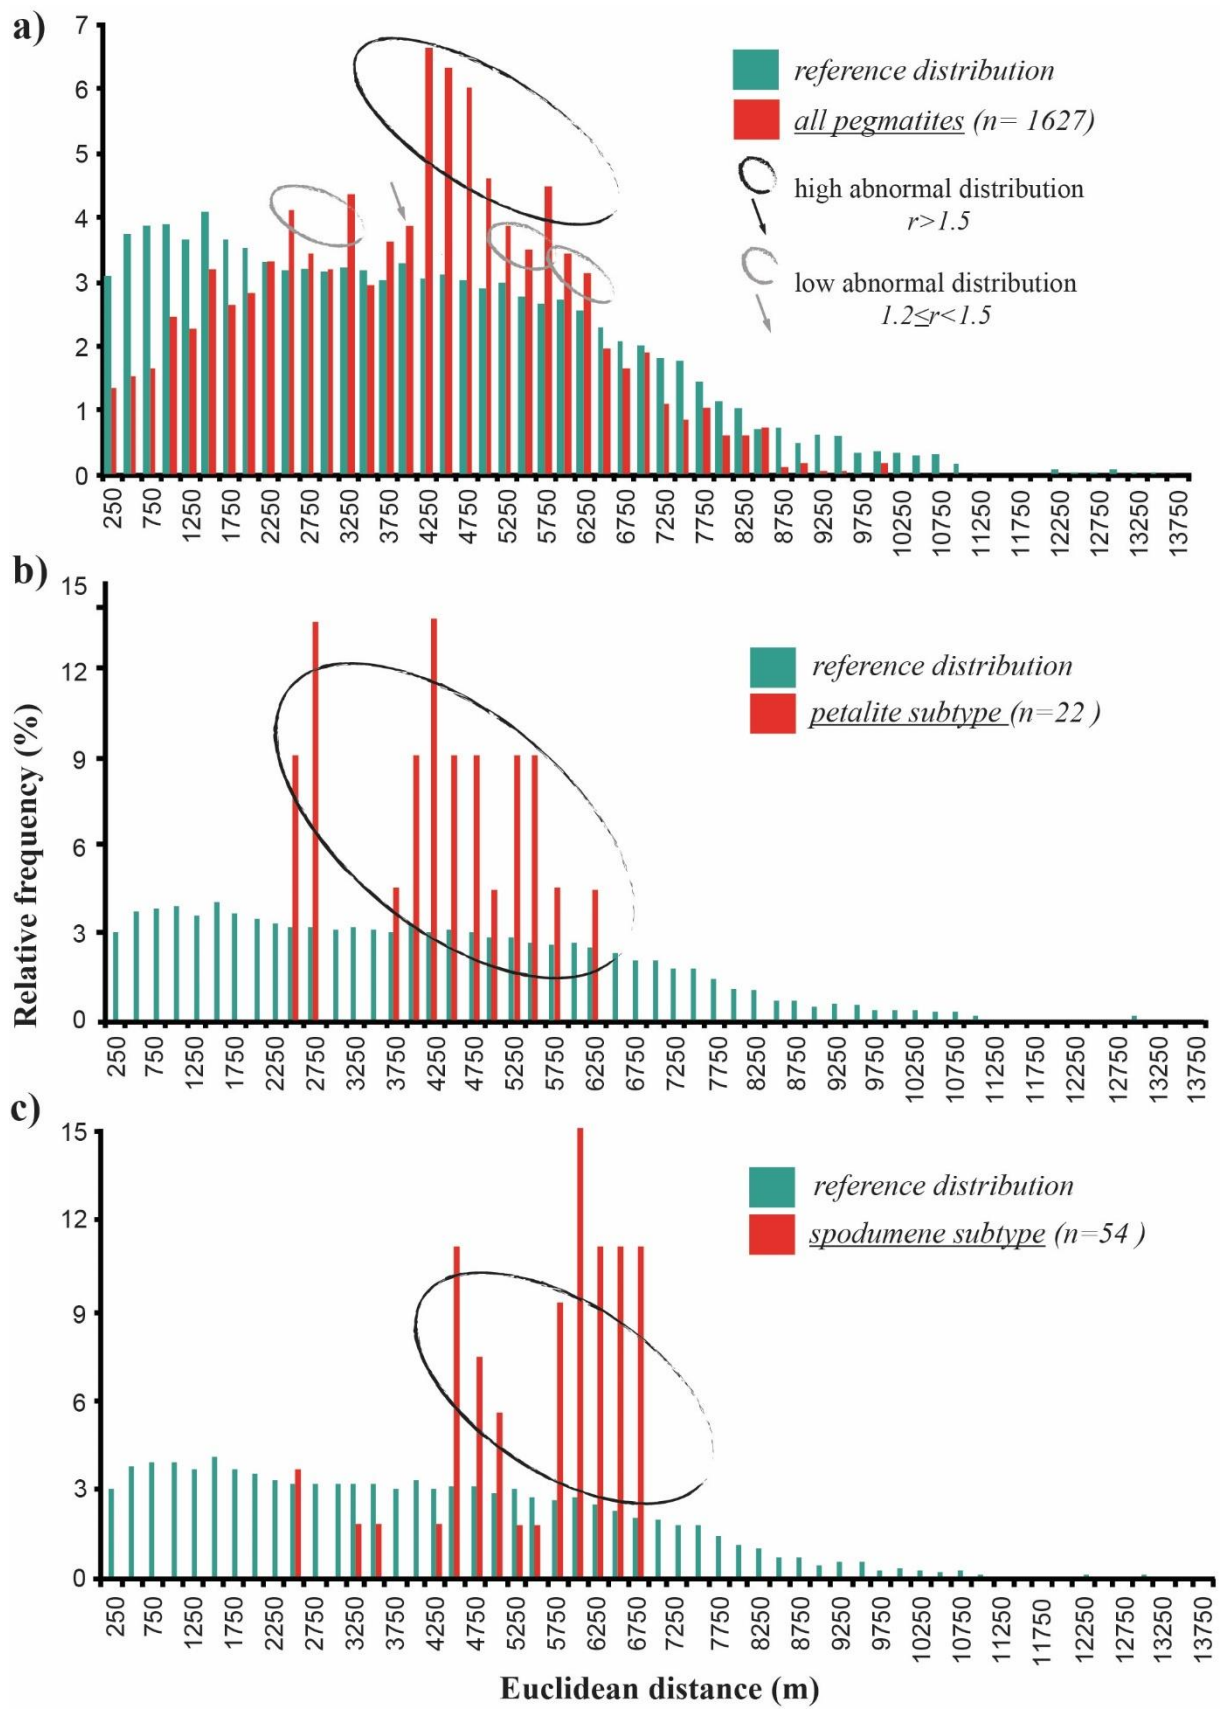 a)
7
6
5
4
3
2
1
0
reference distribution
all pegmatites (n= 1627)
high abnormal distribution
r>1.5
low abnormal distribution
1.2≤r<1.5
250 750 1250 1750 2250 2750 3250 3750 4250 4750 5250 5750 6250 6750 7250 7750 8250 8750 9250 9750 10250 10750 11250 11750 12250 12750 13250 13750
b)
15
12
9
6
3
0
reference distribution
petalite subtype (n=22 )
Relative frequency (%)
250 750 1250 1750 2250 2750 3250 3750 4250 4750 5250 5750 6250 6750 7250 7750 8250 8750 9250 9750 10250 10750 11250 11750 12250 12750 13250 13750
c)
15
12
9
6
3
0
reference distribution
spodumene subtype (n=54 )
250 750 1250 1750 2250 2750 3250 3750 4250 4750 5250 5750 6250 6750 7250 7750 8250 8750 9250 9750 10250 10750 11250 11750 12250 12750 13250 13750
Euclidean distance (m)